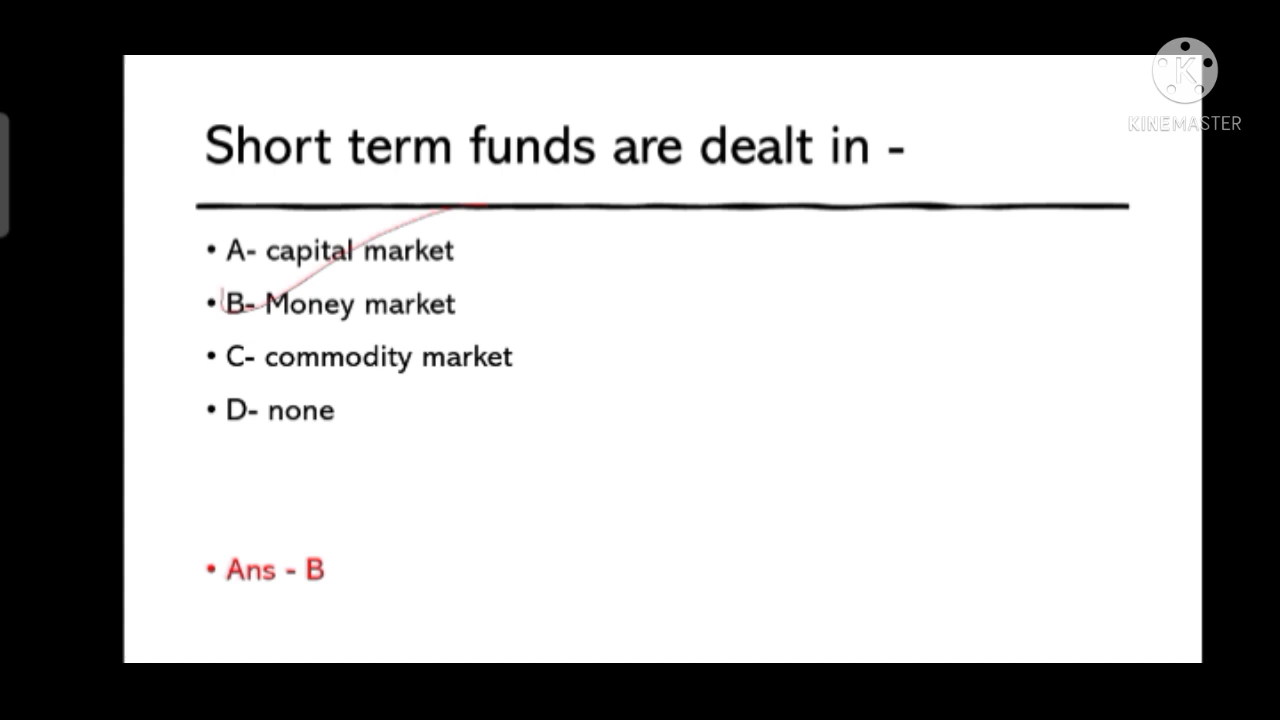 KINEMASTER
Short term funds are dealt in -
• A- capital market
• B- Money market
• C- commodity market
• D- none
• Ans - B